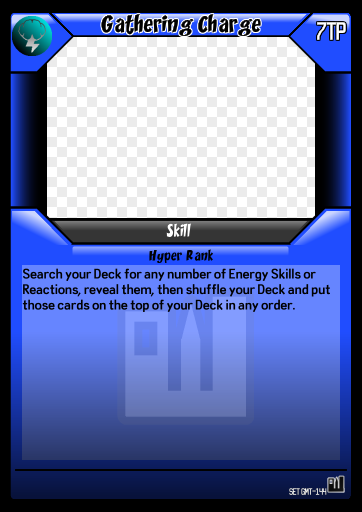 Gathering Charge
7TP
Skill
Hyper Rank
Search your Deck for any number of Energy Skills or
Reactions, reveal them, then shuffle your Deck and put
those cards on the top of your Deck in any order.
SET GMT-144